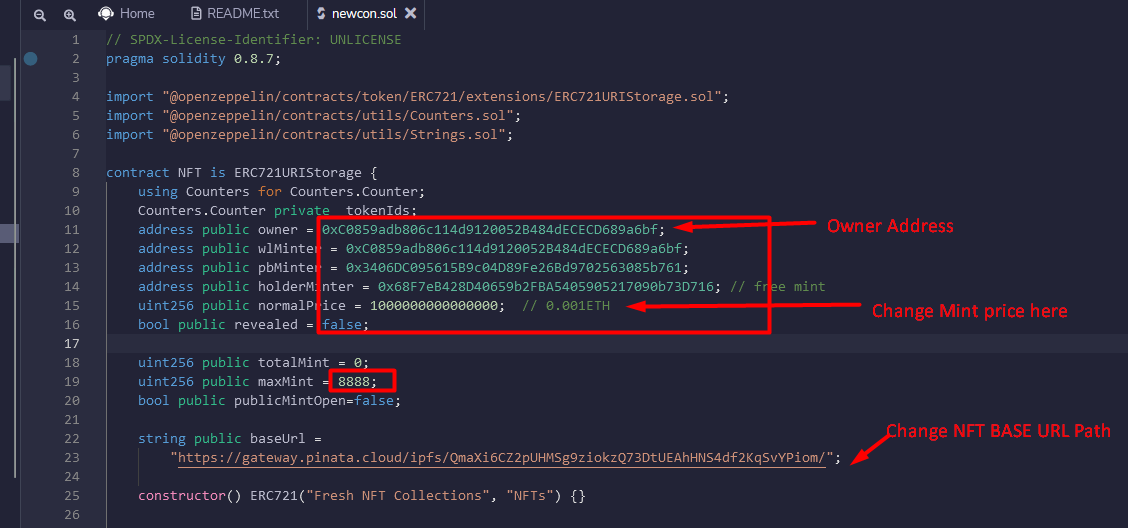 Home README.txt newcon.sol
1 // SPDX-License-Identifier: UNLICENSE
2 pragma solidity 0.8.7;
3
4 import "@openzeppelin/contracts/token/ERC721/extensions/ERC721URIStorage.sol";
5 import "@openzeppelin/contracts/utils/Counters.sol";
6 import "@openzeppelin/contracts/utils/Strings.sol";
7
8 contract NFT is ERC721URIStorage {
9 using Counters for Counters.Counter;
10 Counters.Counter private _tokenIds;
11 address public owner = 0xC0859adb806c114d9120052B484dECECD689a6bf; Owner Address
12 address public wlMinter = 0xC0859adb806c114d9120052B484dECECD689a6bf;
13 address public pbMinter = 0x3406DC095615B9c04D89Fe26Bd9702563085b761;
14 address public holderMinter = 0x68F7eB428D40659b2FBA5405905217090b73D716; // free mint
15 uint256 public normalPrice = 1000000000000000; // 0.001ETH Change Mint price here
16 bool public revealed = false;
17
18 uint256 public totalMint = 0;
19 uint256 public maxMint = 8888;
20 bool public publicMintOpen=false;
21
22 string public baseUrl = Change NFT BASE URL Path
23 "https://gateway.pinata.cloud/ipfs/QmaXi6CZ2pUHMSg9ziokzQ73DtUEAhHNS4df2KqSvYPiom/";
24
25 constructor() ERC721("Fresh NFT Collections", "NFTs") {}
26